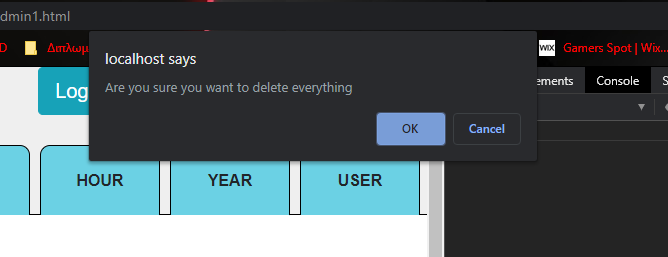 dmin1.html
D
Διπλωμ
WIX
Gamers Spot | Wix...
localhost says
Are you sure you want to delete everything
OK
Cancel
Log
ements
Console
S
HOUR
YEAR
USER